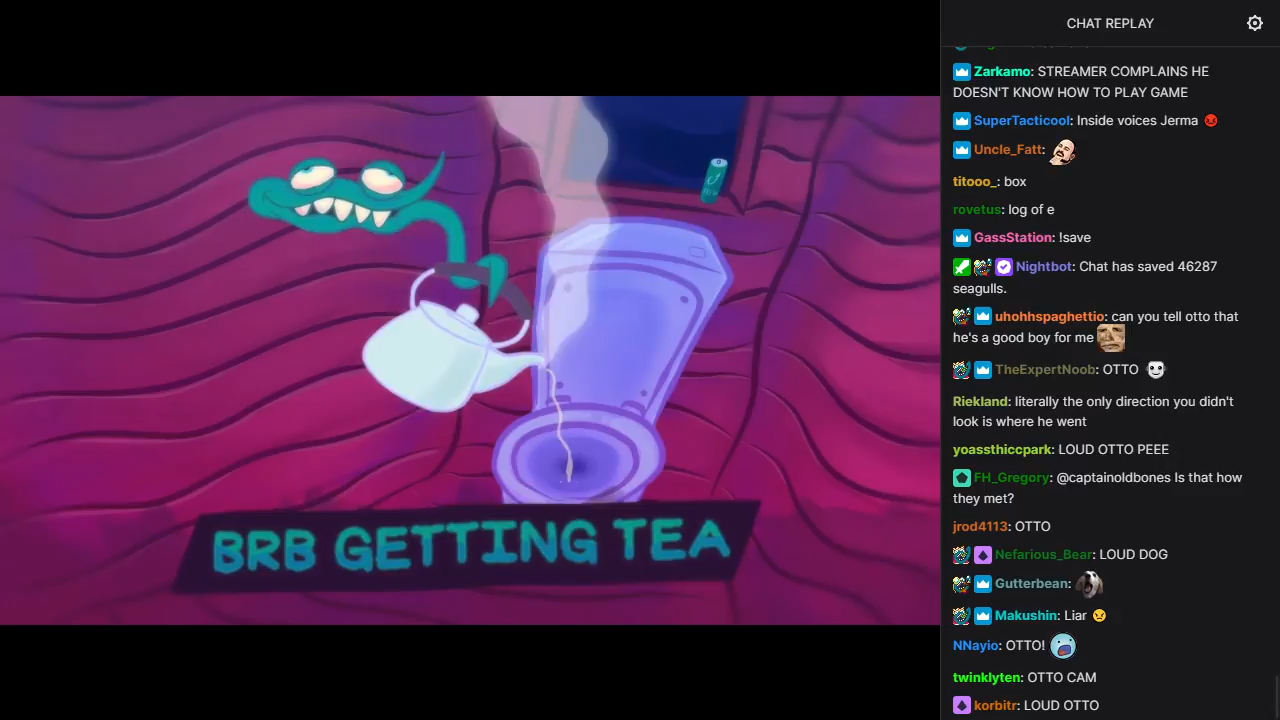 BRB GETTING TEA
CHAT REPLAY
Zarkamo: STREAMER COMPLAINS HE
DOESN'T KNOW HOW TO PLAY GAME
SuperTacticool: Inside voices Jerma
Uncle_Fatt:
titooo_: box
rovetus: log of e
GassStation: !save
Nightbot: Chat has saved 46287
seagulls.
uhohhspaghettio: can you tell otto that
he's a good boy for me
TheExpertNoob: OTTO
Riekland: literally the only direction you didn't
look is where he went
yoassthiccpark: LOUD OTTO PEEE
FH_Gregory: @captainoldbones Is that how
they met?
jrod4113: OTTO
Nefarious_Bear: LOUD DOG
Gutterbean:
Makushin: Liar
NNayio: OTTO!
twinklyten: OTTO CAM
korbitr: LOUD OTTO